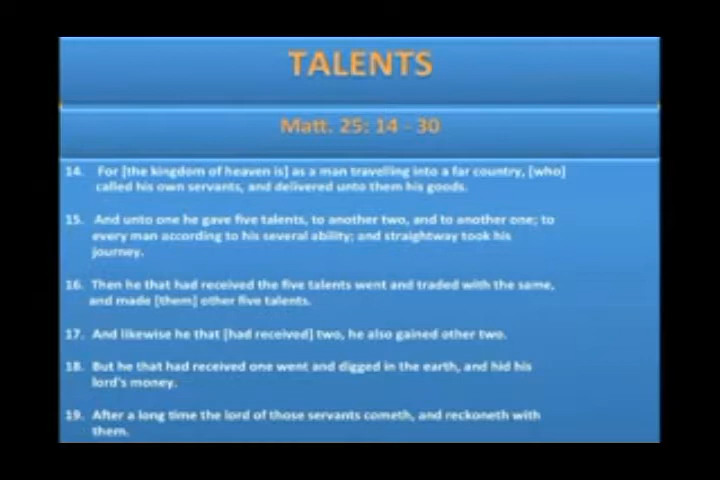 TALENTS
Matt. 25: 14 - 30
14. For [the kingdom of heaven is] as a man travelling into a far country, [who]
called his own servants, and delivered unto them his goods.
15. And unto one he gave five talents, to another two, and to another one; to
every man according to his several ability; and straightway took his
journey.
16. Then he that had received the five talents went and traded with the same,
and made [them] other five talents.
17. And likewise he that [had received] two, he also gained other two.
18. But he that had received one went and digged in the earth, and hid his
lord's money.
19. After a long time the lord of those servants cometh, and reckoneth with
them.